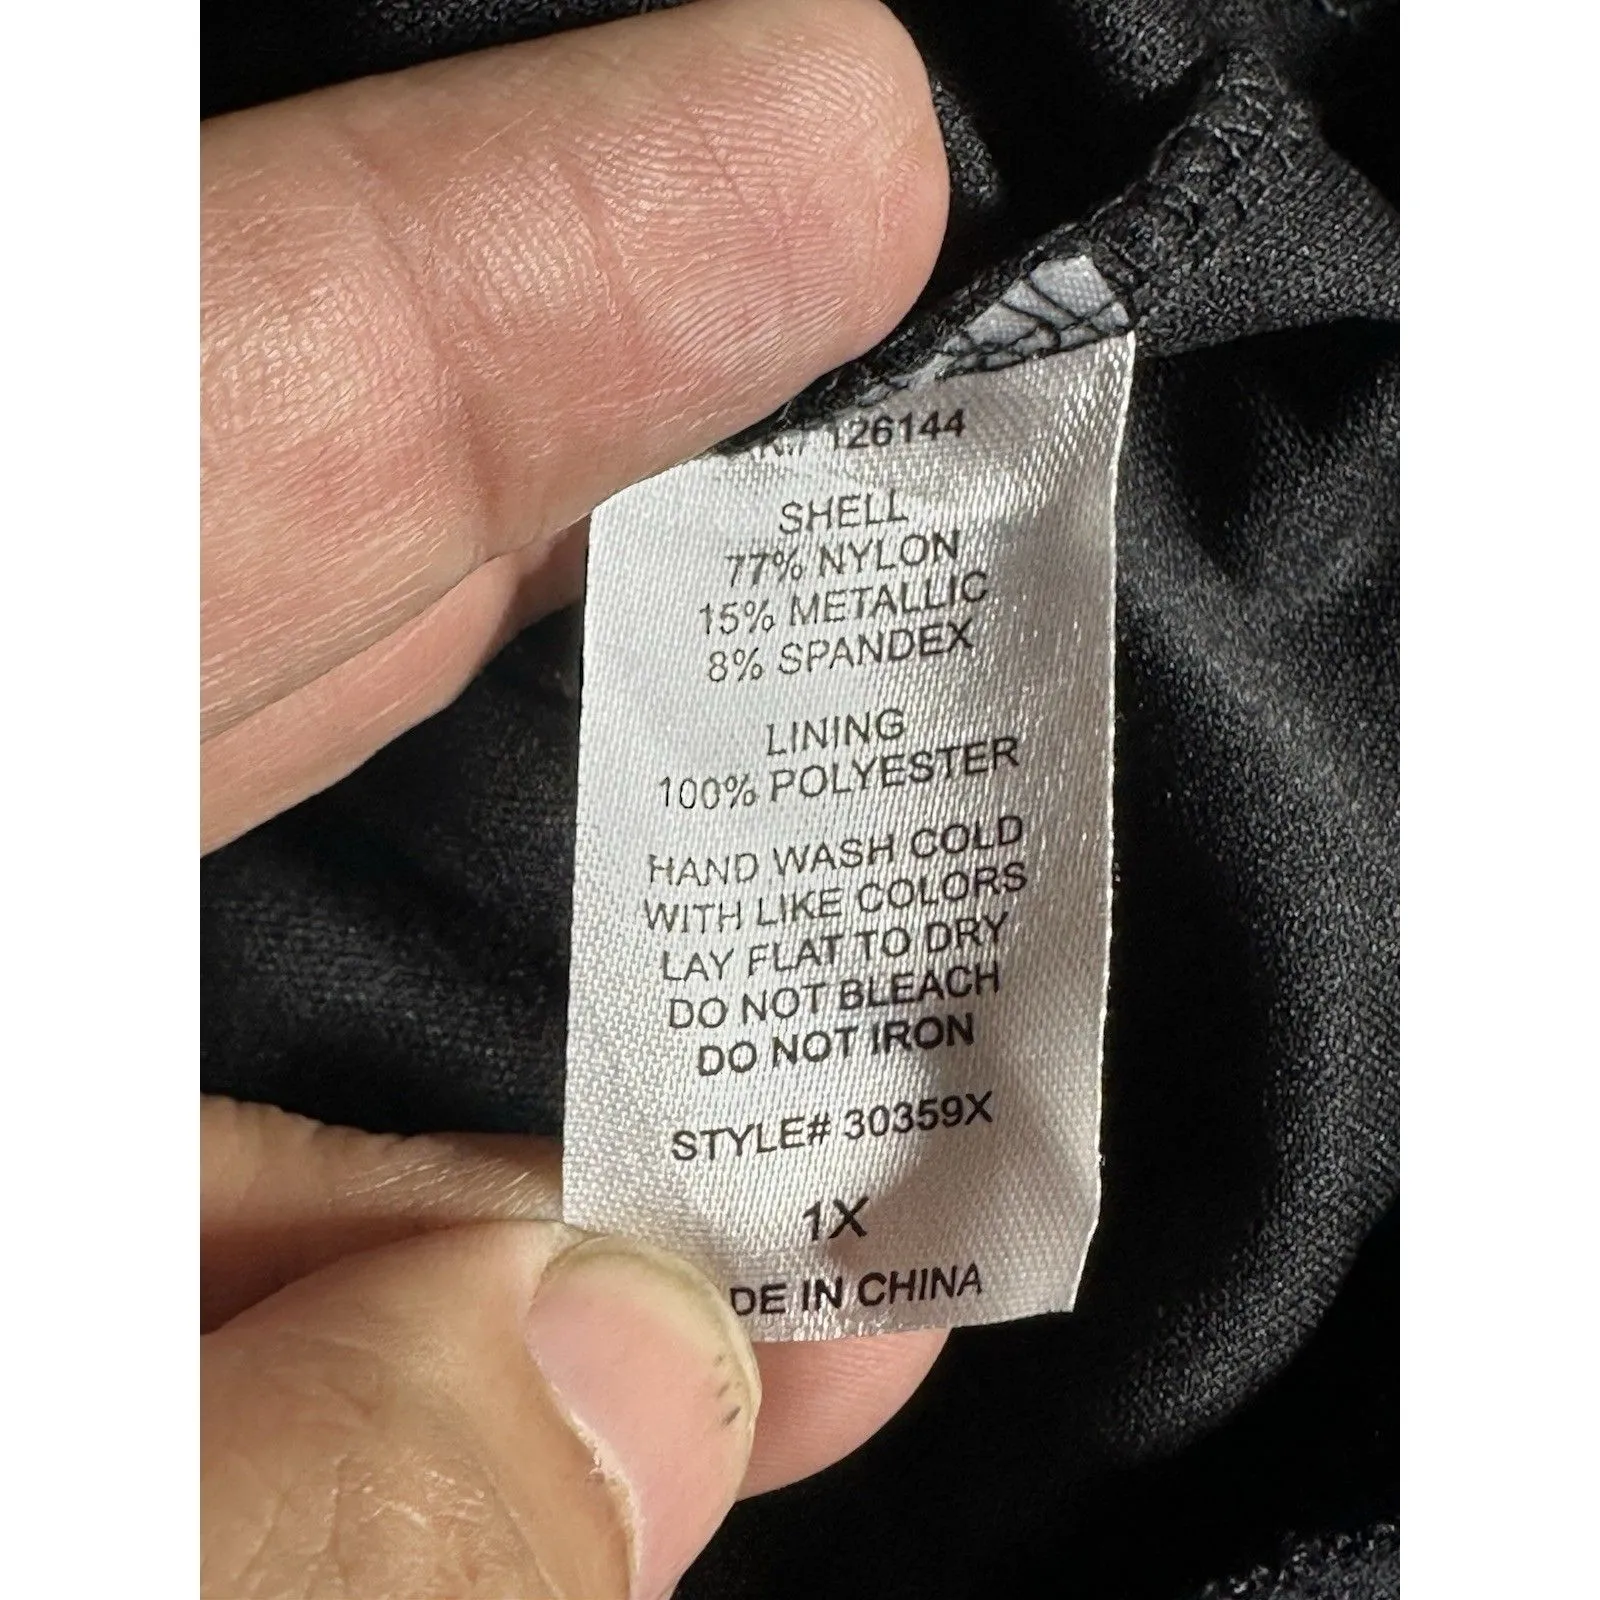 126144
SHELL
77% NYLON
15% METALLIC
8% SPANDEX
LINING
100% POLYESTER
HAND WASH COLD
WITH LIKE COLORS
LAY FLAT TO DRY
DO NOT BLEACH
DO NOT IRON
STYLE# 30359X
1X
DE IN CHINA